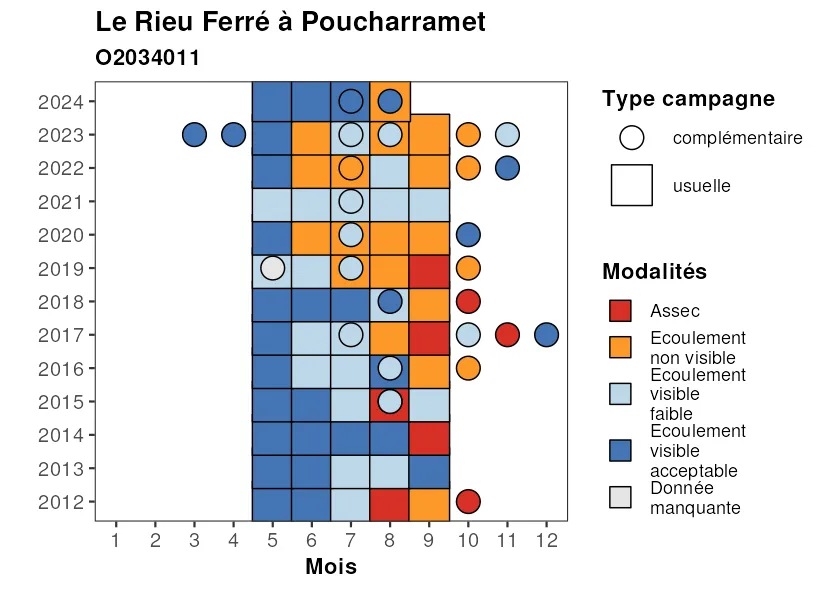 Le Rieu Ferré à Poucharramet
O2034011
2024
2023
2022
2021
2020
2019
2018
2017
2016
2015
2014
2013
2012
1 2 3 4 5 6 7 8 9 10 11 12
Mois
Type campagne
complémentaire
usuelle
Modalités
Assec
Ecoulement
non visible
Ecoulement
visible
faible
Ecoulement
visible
acceptable
Donnée
manquante